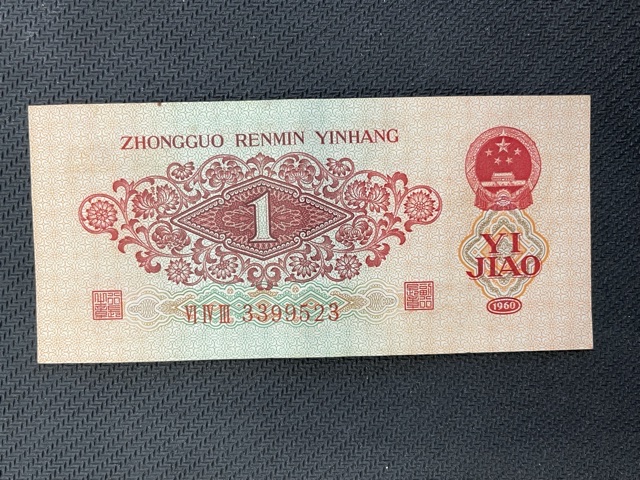 ZHONGGUO RENMIN YINHANG
1
YI
JIAO
VI IV III 3399523
1960